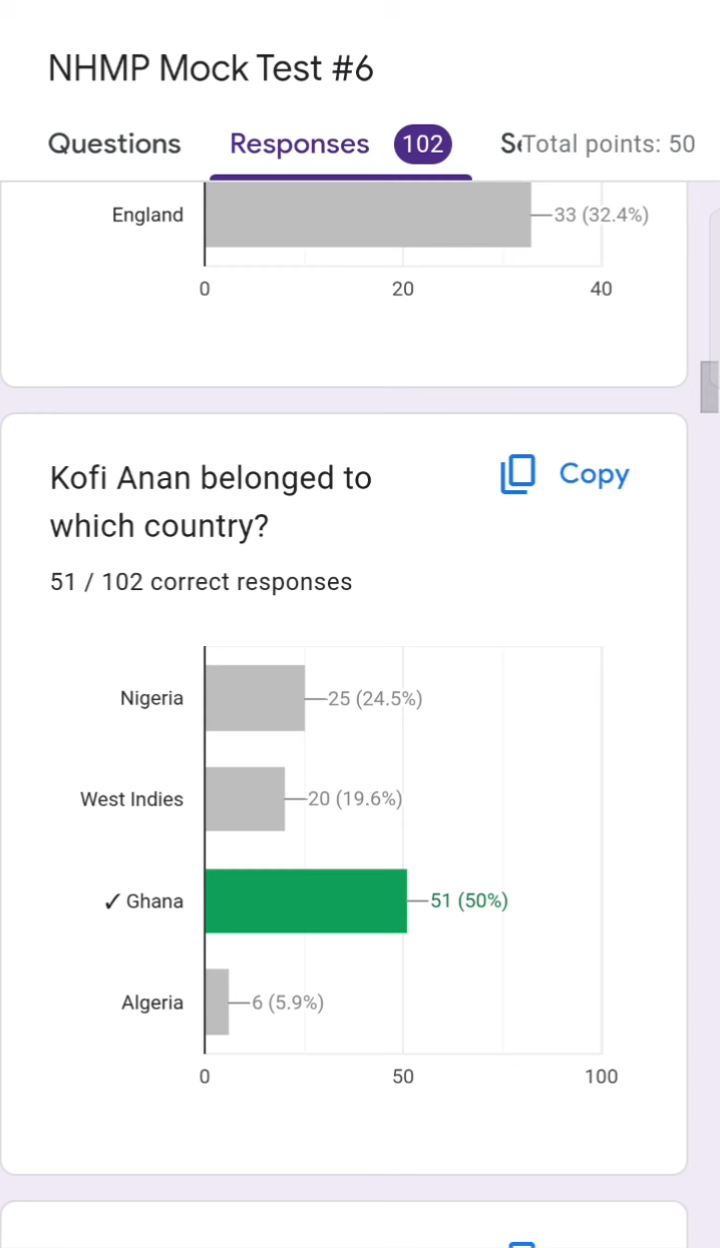 NHMP Mock Test #6
Questions Responses 102 Total points: 50
England 33 (32.4%)
0 20 40
Kofi Anan belonged to
which country?
Copy
51 / 102 correct responses
Nigeria 25 (24.5%)
West Indies 20 (19.6%)
✓ Ghana 51 (50%)
Algeria 6 (5.9%)
0 50 100